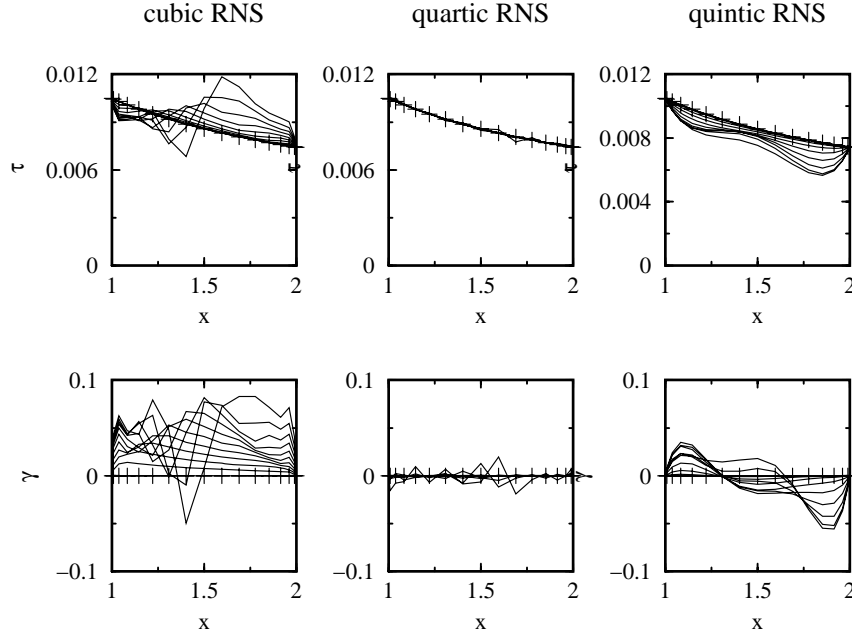 cubic RNS quartic RNS quintic RNS
0.012 0.012 0.012
0.008
τ 0.006 0.006 τ
0.004
0 0 0
1 1.5 2 1 1.5 2 1 1.5 2
x x x
0.1 0.1 0.1
γ 0 0 γ 0
−0.1 −0.1 −0.1
1 1.5 2 1 1.5 2 1 1.5 2
x x x